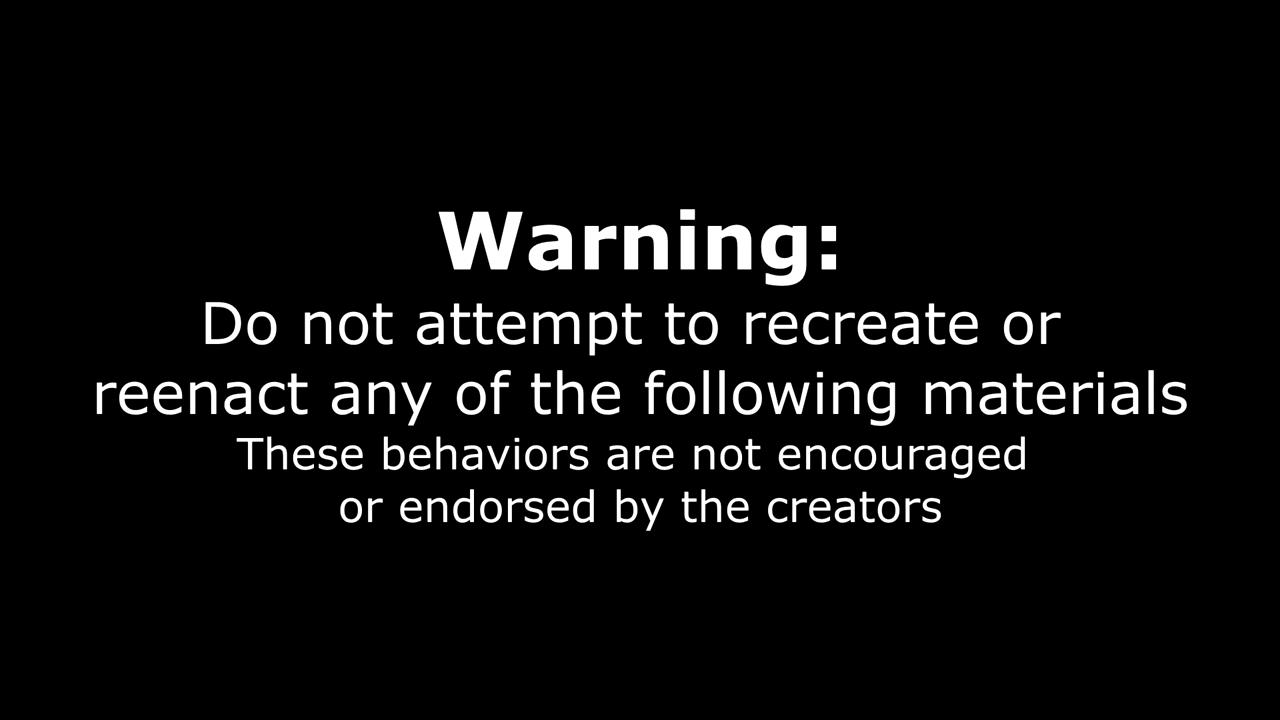 Warning:
Do not attempt to recreate or
reenact any of the following materials
These behaviors are not encouraged
or endorsed by the creators